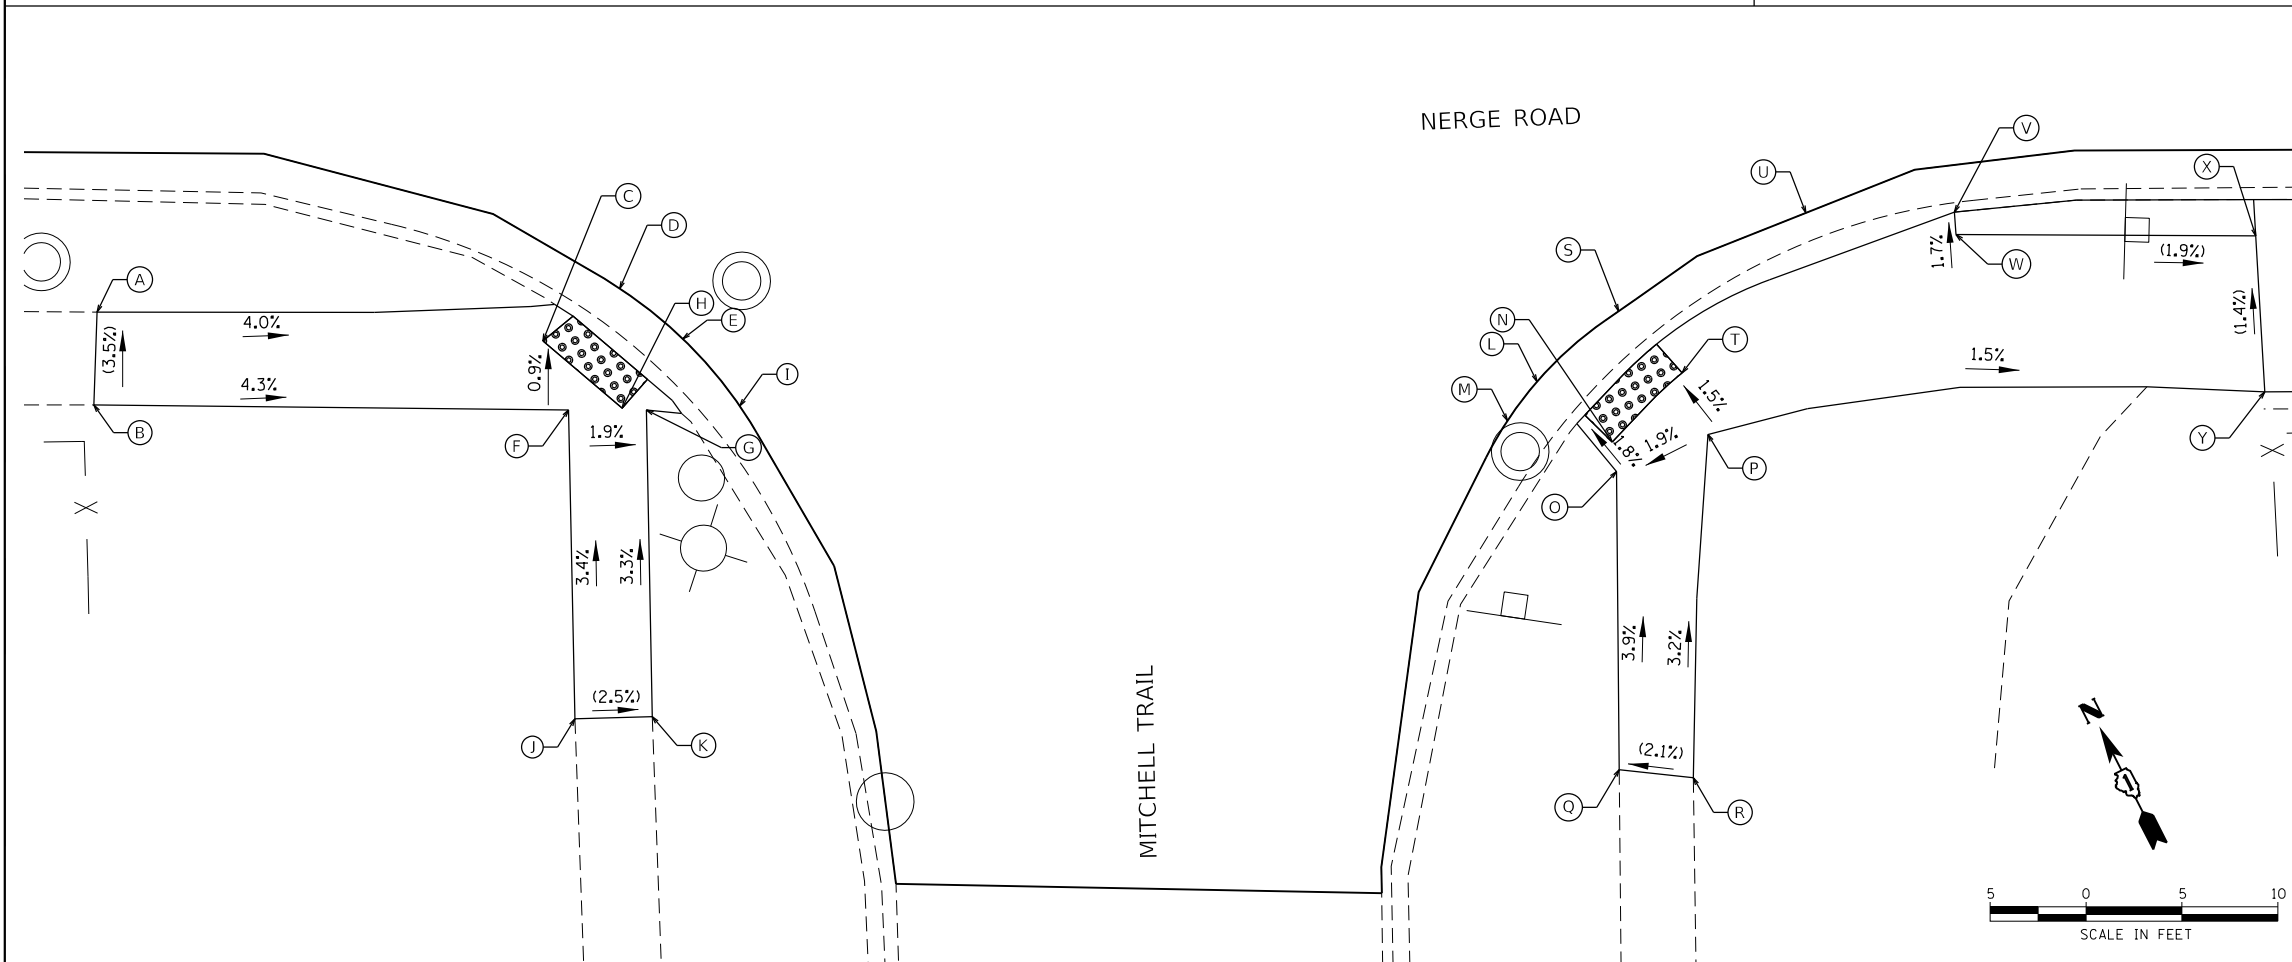 NERGE ROAD
V
U
X
C
D
S
A
H
E
N
L
T
W
I
M
B
F
G
O
P
Y
J
K
Q
R
(3.5%)
4.0%
4.3%
0.9%
1.9%
3.4%
3.3%
(2.5%)
1.8%
1.9%
1.5%
1.7%
(1.9%)
(1.4%)
1.5%
3.9%
3.2%
(2.1%)
X
X
MITCHELL TRAIL
N
5 0 5 10
SCALE IN FEET